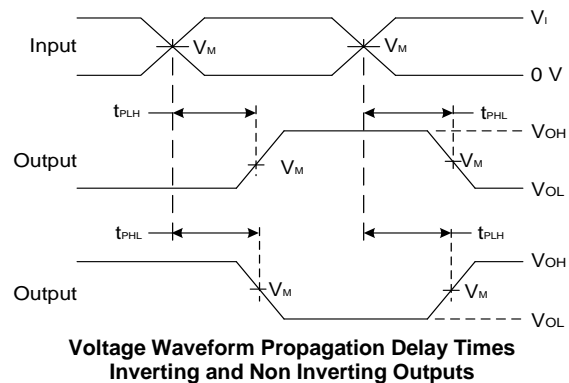 Input
VM
VM
VI
0 V
tPLH
tPHL
Output
VM
VM
VOH
VOL
tPHL
tPLH
Output
VM
VM
VOH
VOL
Voltage Waveform Propagation Delay Times
Inverting and Non Inverting Outputs